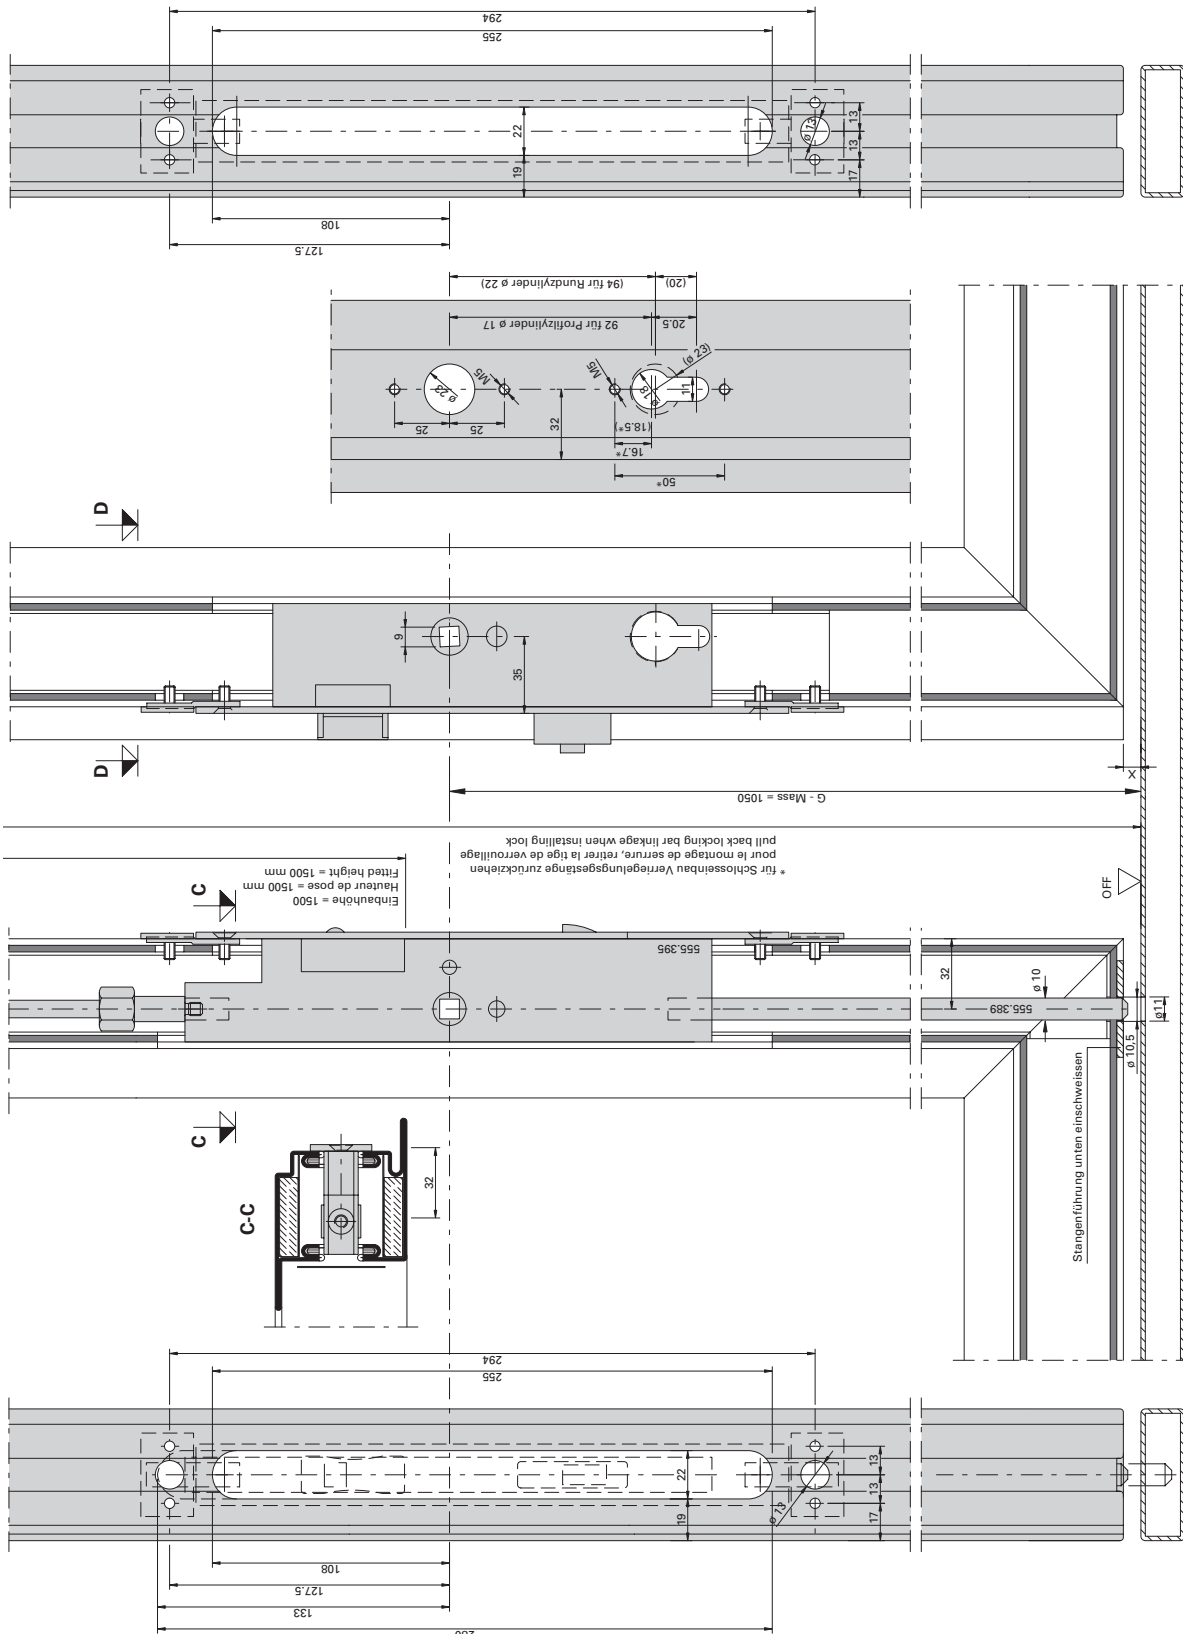 294
255
22
19
ø 13
13
13
17
108
127.5
(94 für Rundzylinder ø 22)
(20)
92 für Profilzylinder ø 17
20.5
M5
ø 23
M5
(ø 23)
ø 18
11
25
25
32
(18.5*)
16.7*
50*
D
9
35
D
X
G - Mass = 1050
* für Schlosseinbau Verriegelungsgestänge zurückziehen
pour le montage de serrure, retirer la tige de verrouillage
pull back locking bar linkage when installing lock
Einbauhöhe = 1500
Hauteur de pose = 1500 mm
Fitted height = 1500 mm
C
OFF
555.395
32
ø 10
555.389
ø11
ø 10,5
Stangenführung unten einschweissen
C
C-C
32
294
255
22
19
ø 13
13
13
17
108
127.5
133